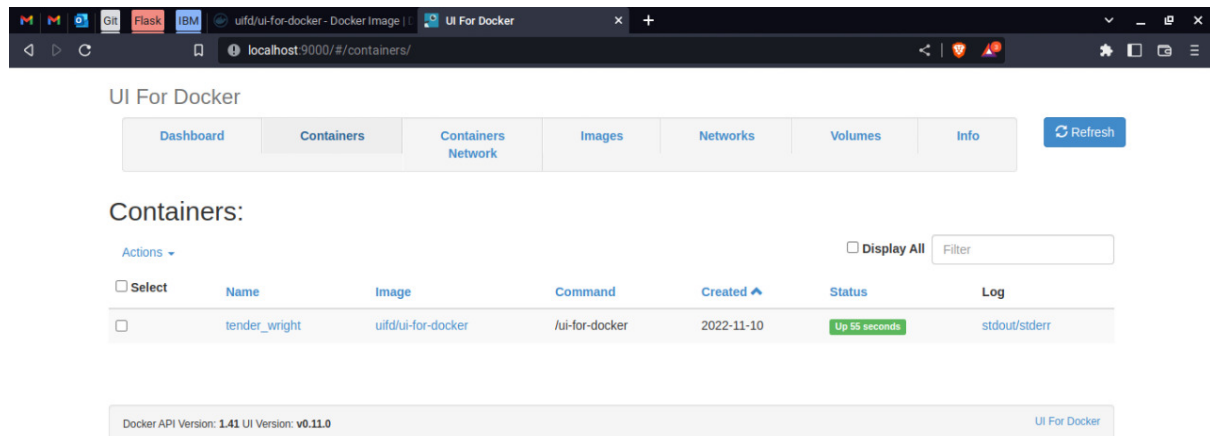 Git Flask IBM uifd/ui-for-docker - Docker Image | UI For Docker
localhost:9000/#/containers/
UI For Docker
Dashboard Containers Containers Network Images Networks Volumes Info Refresh
Containers:
Actions Display All Filter
Select Name Image Command Created Status Log
tender_wright uifd/ui-for-docker /ui-for-docker 2022-11-10 Up 55 seconds stdout/stderr
Docker API Version: 1.41 UI Version: v0.11.0 UI For Docker